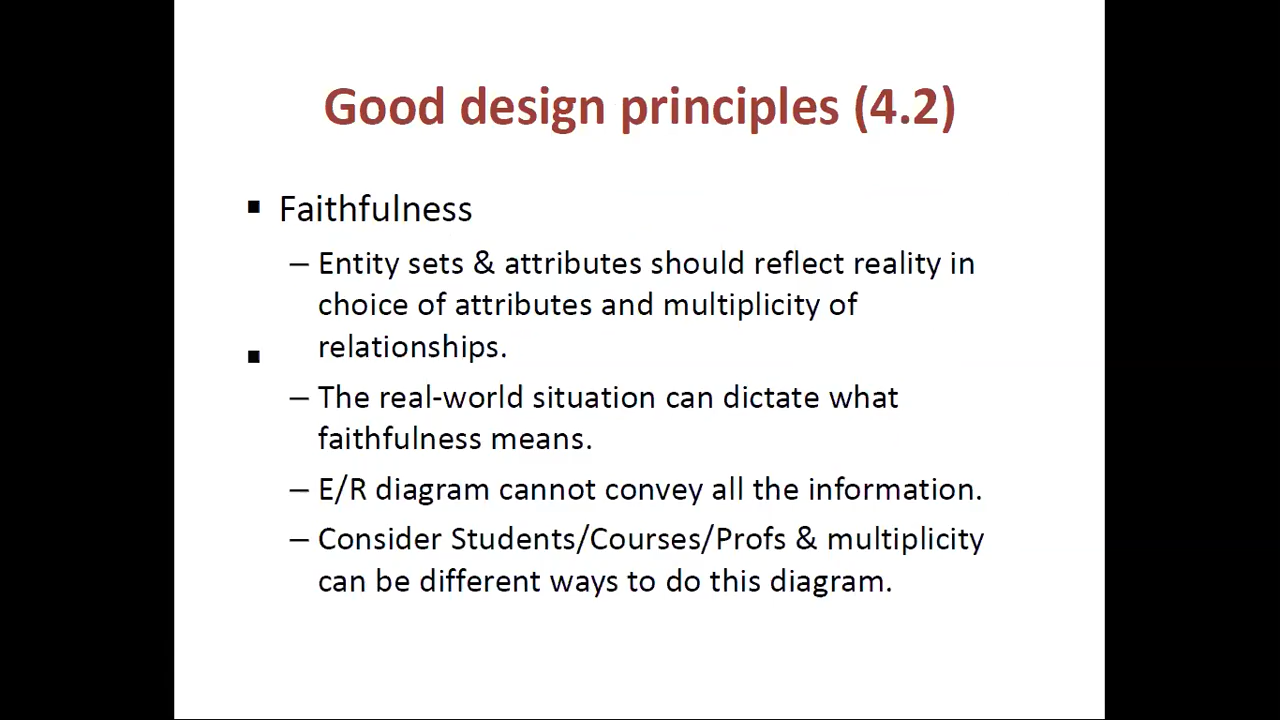 Good design principles (4.2)
▪ Faithfulness
– Entity sets & attributes should reflect reality in
choice of attributes and multiplicity of
relationships.
▪
– The real-world situation can dictate what
faithfulness means.
– E/R diagram cannot convey all the information.
– Consider Students/Courses/Profs & multiplicity
can be different ways to do this diagram.